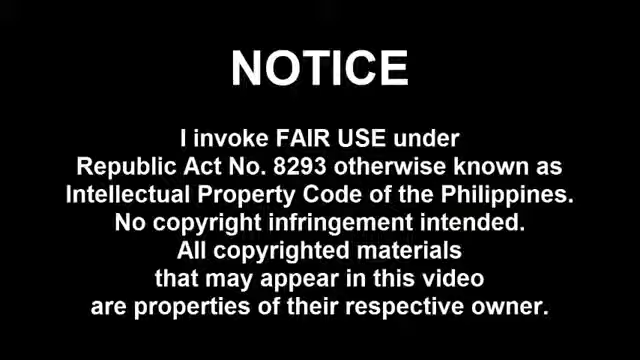 NOTICE
I invoke FAIR USE under
Republic Act No. 8293 otherwise known as
Intellectual Property Code of the Philippines.
No copyright infringement intended.
All copyrighted materials
that may appear in this video
are properties of their respective owner.